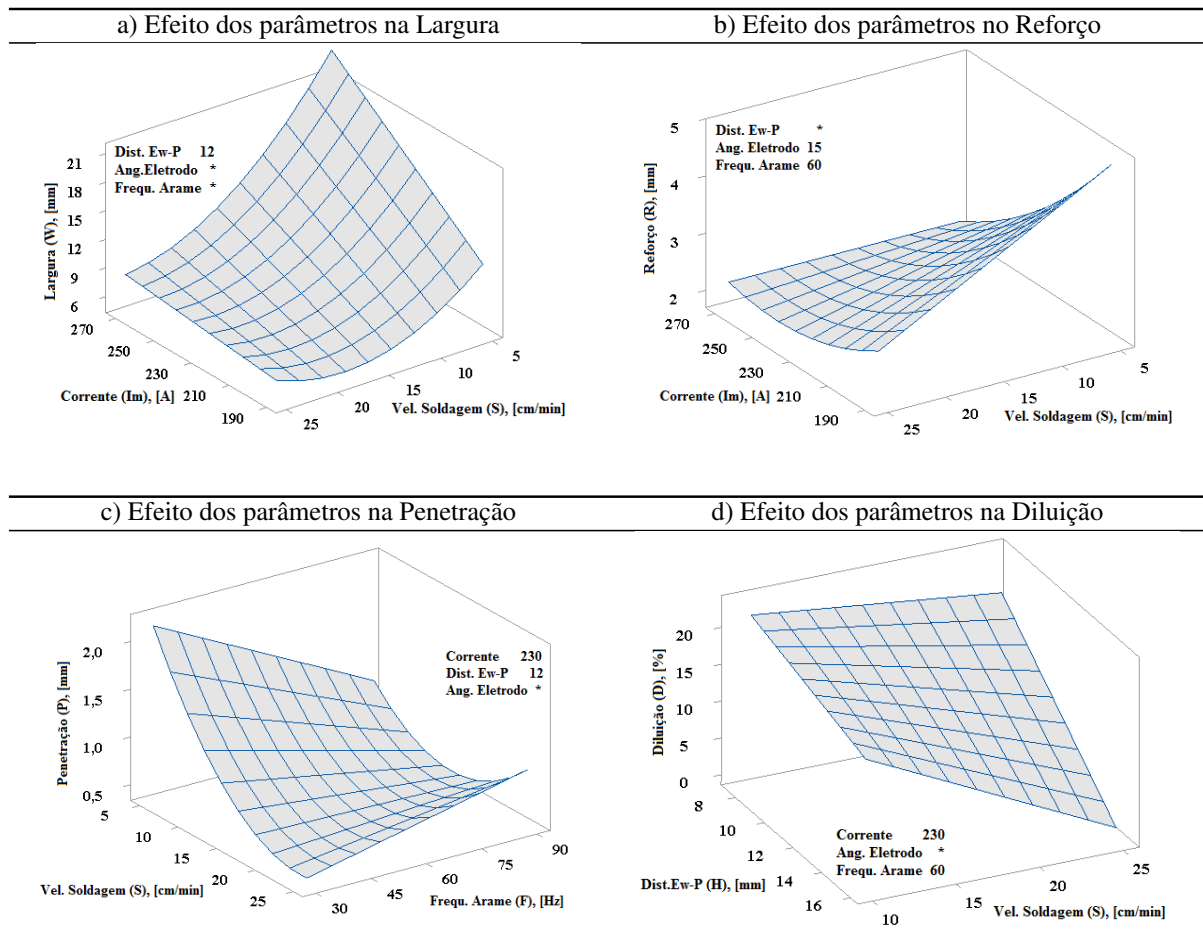 a) Efeito dos parâmetros na Largura
b) Efeito dos parâmetros no Reforço
Dist. Ew-P 12
Ang.Eletrodo *
Frequ. Arame *
Largura (W), [mm]
21
18
15
12
9
6
270
250
230
210
190
Corrente (Im), [A]
25
20
15
10
5
Vel. Soldagem (S), [cm/min]
Dist. Ew-P *
Ang. Eletrodo 15
Frequ. Arame 60
Reforço (R), [mm]
5
4
3
2
270
250
230
210
190
Corrente (Im), [A]
25
20
15
10
5
Vel. Soldagem (S), [cm/min]
c) Efeito dos parâmetros na Penetração
d) Efeito dos parâmetros na Diluição
Corrente 230
Dist. Ew-P 12
Ang. Eletrodo *
Penetração (P), [mm]
2,0
1,5
1,0
0,5
5
10
15
20
25
Vel. Soldagem (S), [cm/min]
30
45
60
75
90
Frequ. Arame (F), [Hz]
Diluição (D), [%]
20
15
10
5
0
8
10
12
14
16
Dist.Ew-P (H), [mm]
Corrente 230
Ang. Eletrodo *
Frequ. Arame 60
10
15
20
25
Vel. Soldagem (S), [cm/min]